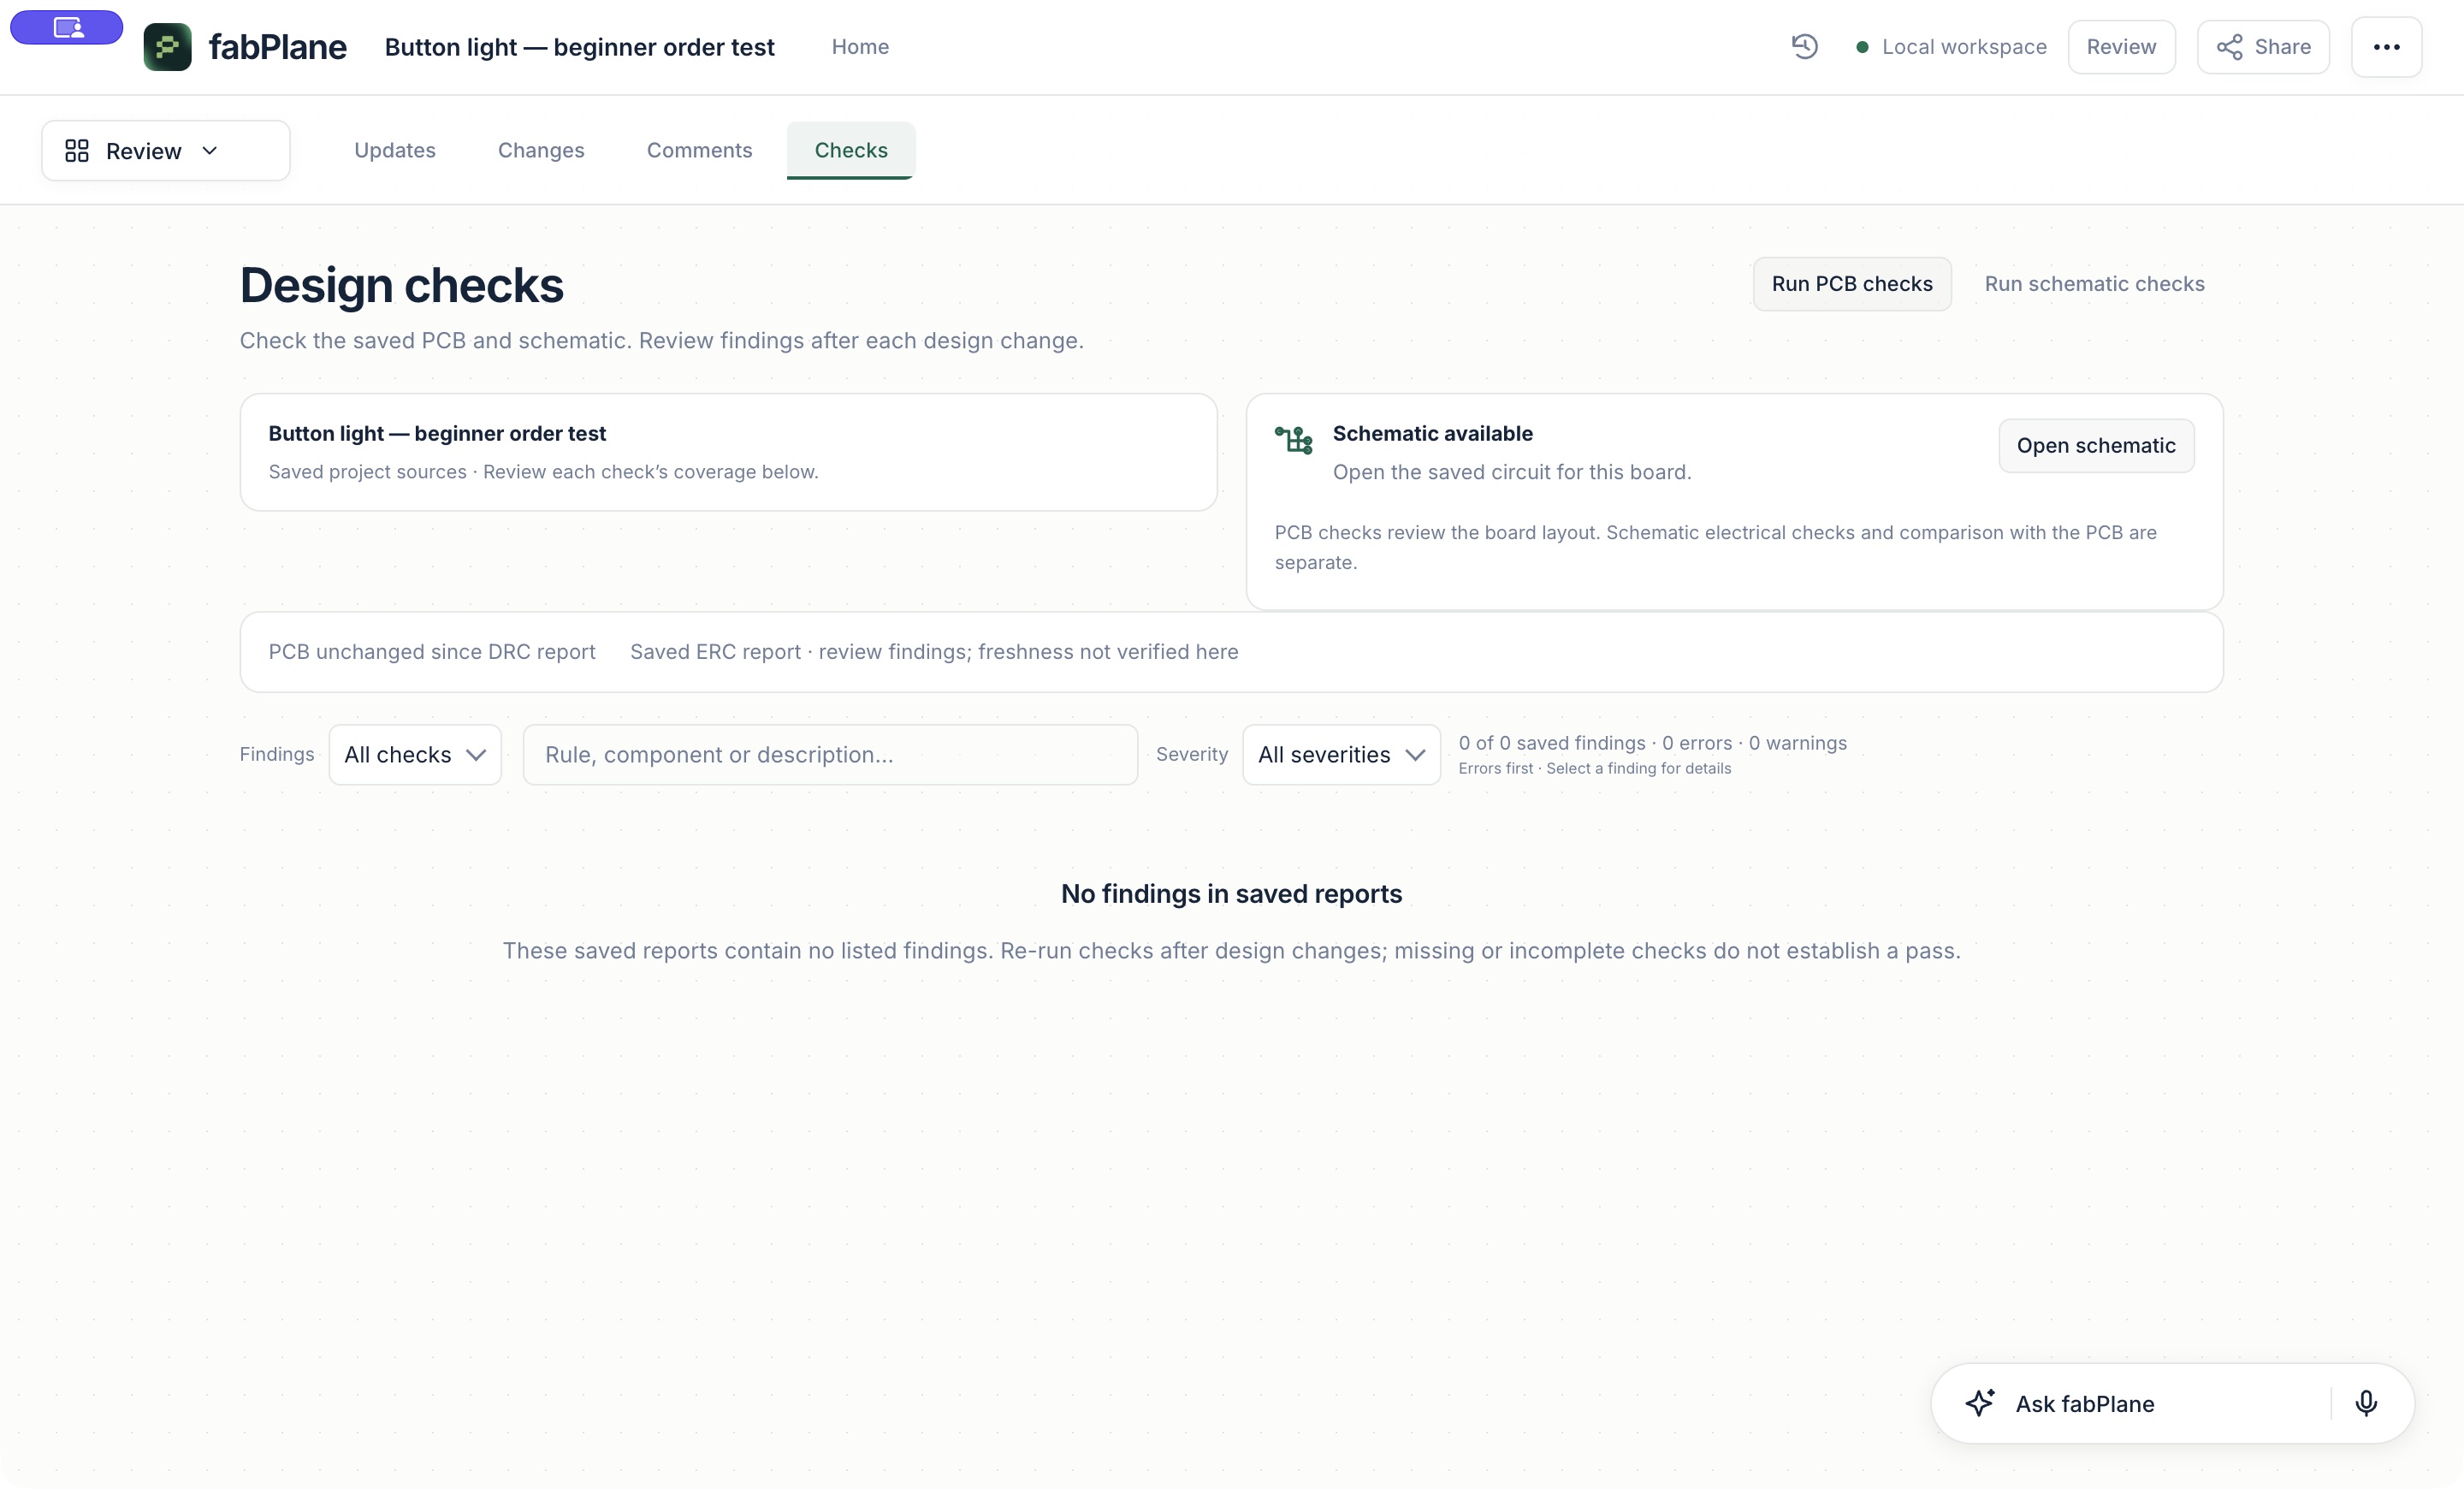 fabPlane
Button light — beginner order test
Home
Local workspace
Review
Share
Review
Updates
Changes
Comments
Checks
Design checks
Run PCB checks
Run schematic checks
Check the saved PCB and schematic. Review findings after each design change.
Button light — beginner order test
Saved project sources · Review each check’s coverage below.
Schematic available
Open the saved circuit for this board.
Open schematic
PCB checks review the board layout. Schematic electrical checks and comparison with the PCB are
separate.
PCB unchanged since DRC report
Saved ERC report · review findings; freshness not verified here
Findings
All checks
Rule, component or description...
Severity
All severities
0 of 0 saved findings · 0 errors · 0 warnings
Errors first · Select a finding for details
No findings in saved reports
These saved reports contain no listed findings. Re-run checks after design changes; missing or incomplete checks do not establish a pass.
Ask fabPlane